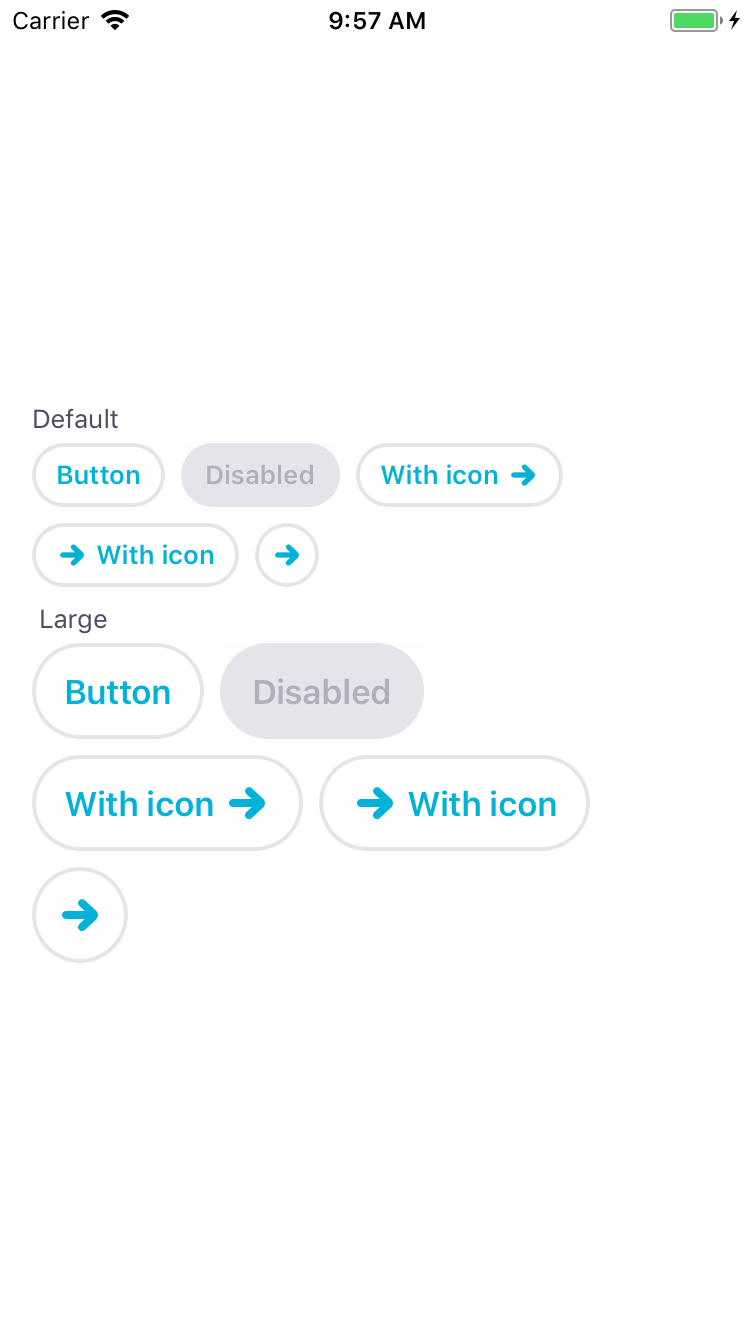 Carrier 9:57 AM
Default
Button Disabled With icon
With icon
Large
Button Disabled
With icon With icon